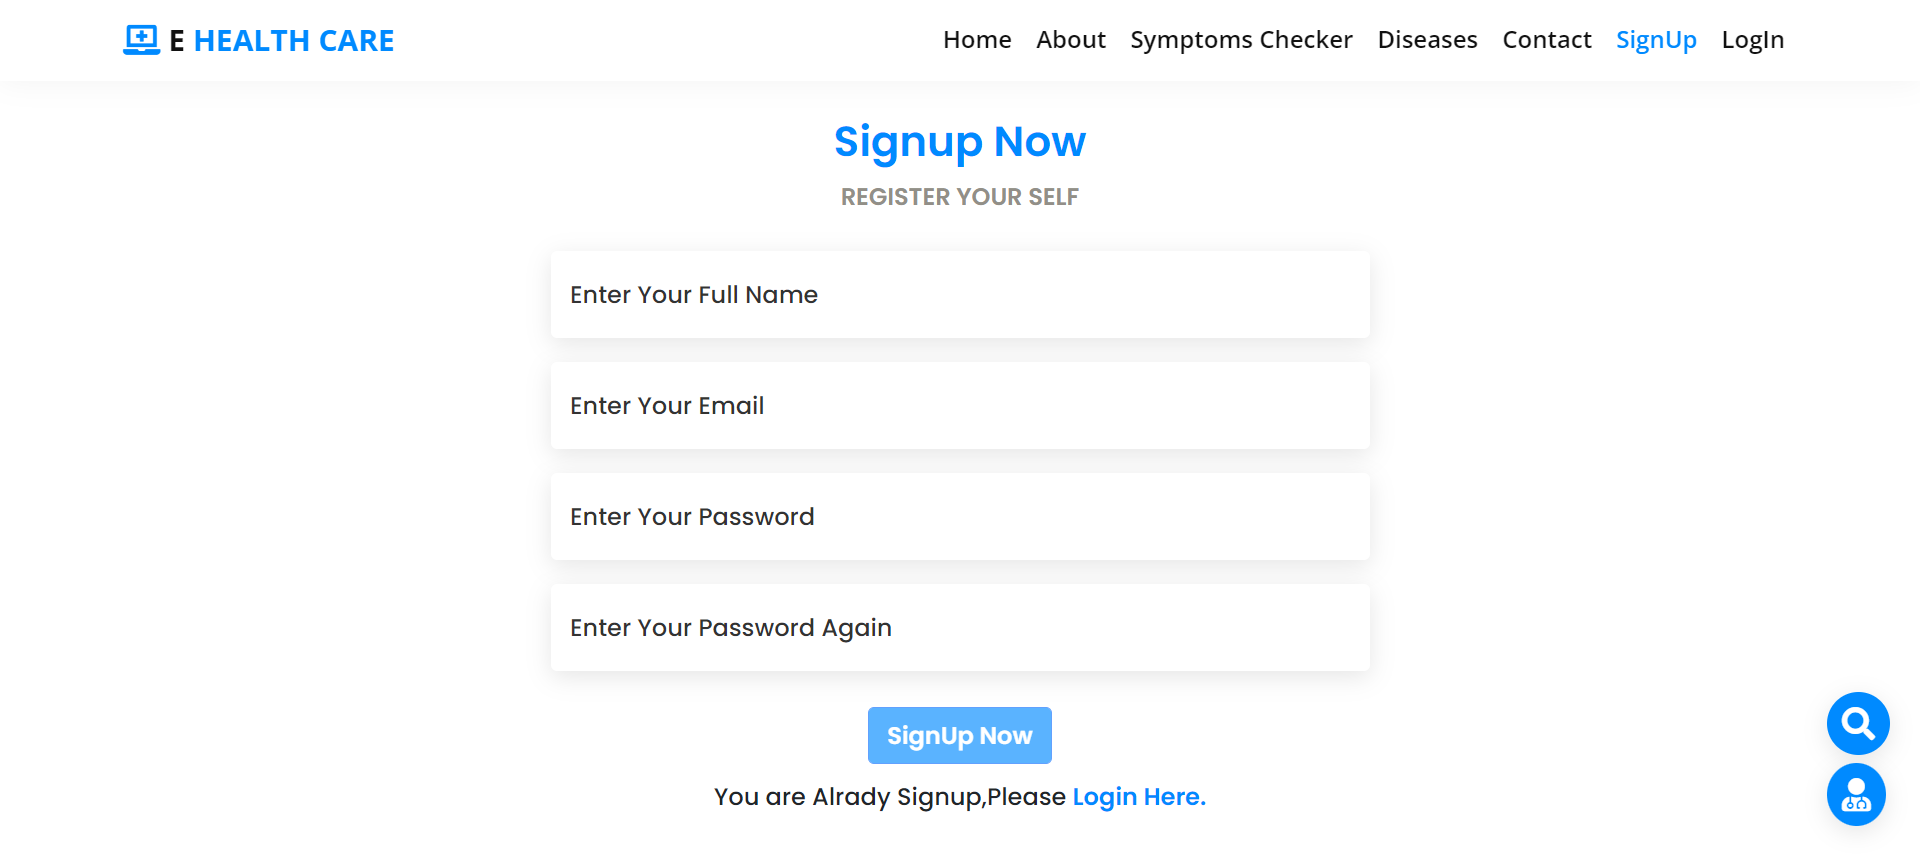 E HEALTH CARE
Home About Symptoms Checker Diseases Contact SignUp LogIn
Signup Now
REGISTER YOUR SELF
Enter Your Full Name
Enter Your Email
Enter Your Password
Enter Your Password Again
SignUp Now
You are Alrady Signup,Please Login Here.